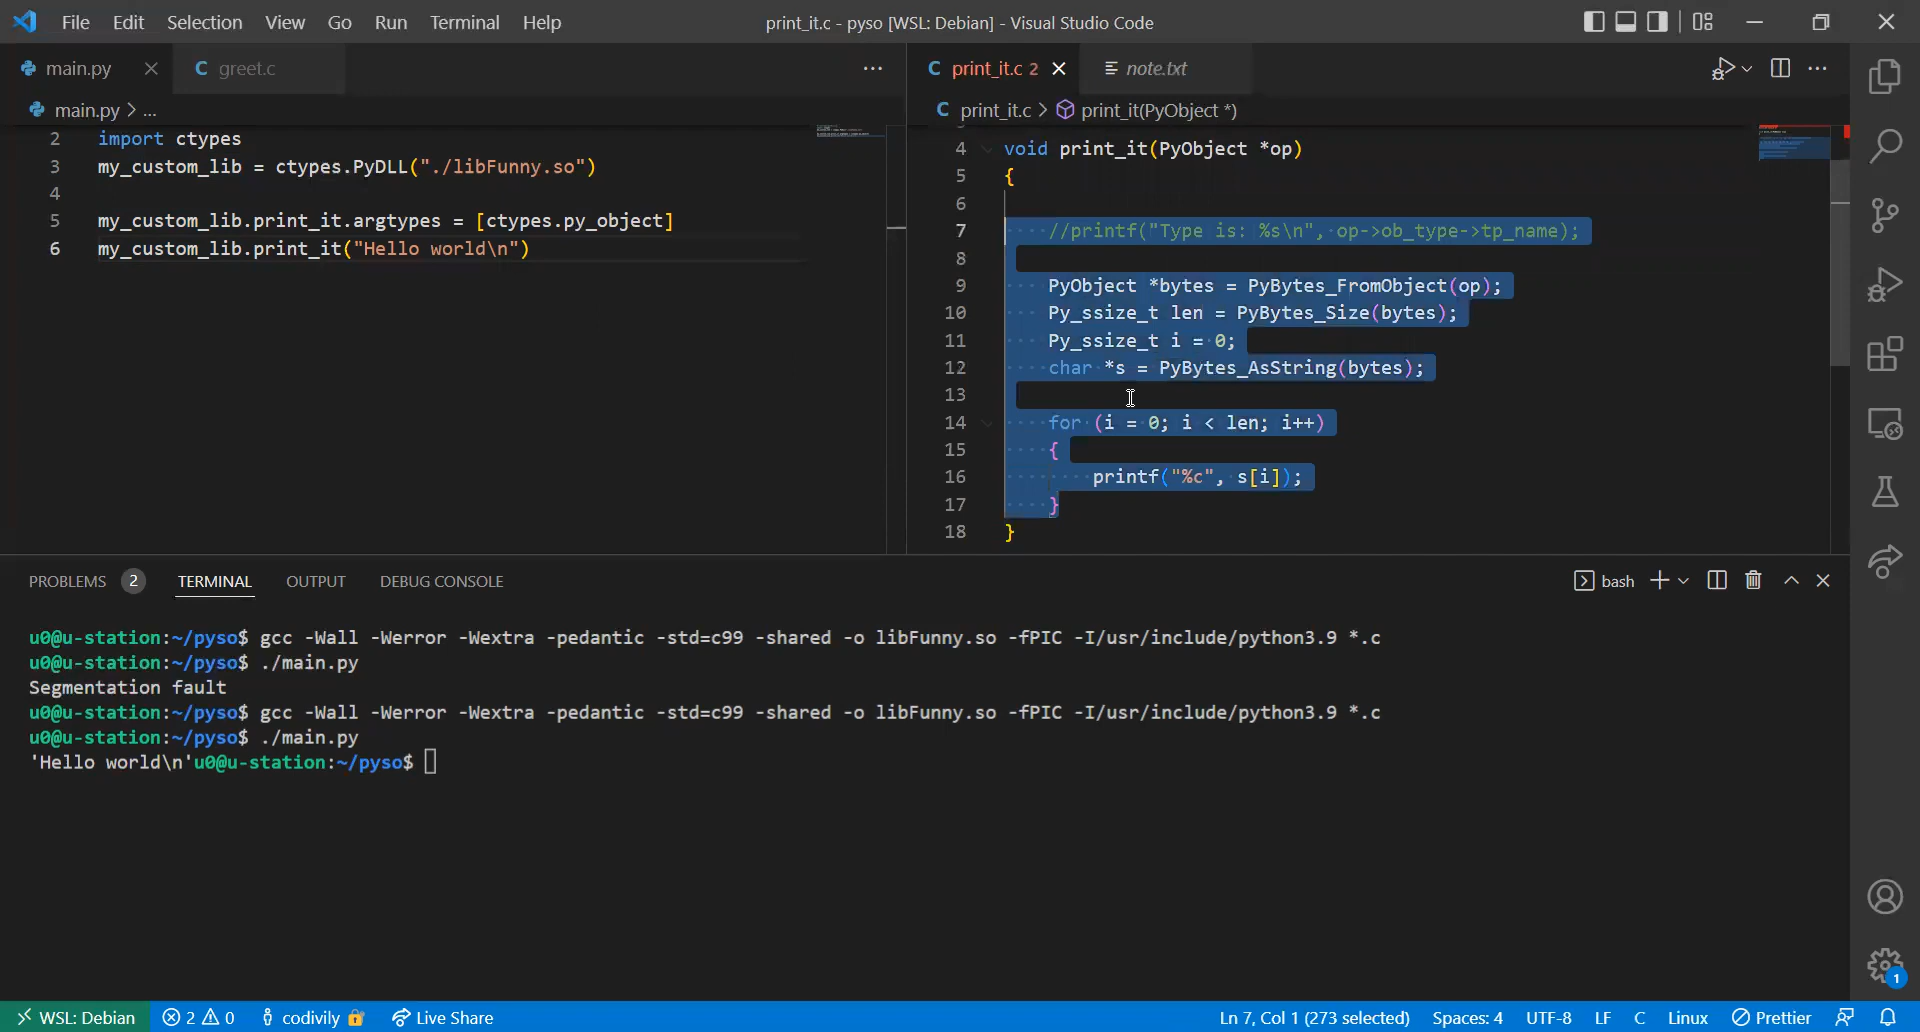 File Edit Selection View Go Run Terminal Help
print_it.c - pyso [WSL: Debian] - Visual Studio Code
main.py
C greet.c
main.py > ...
2 import ctypes
3 my_custom_lib = ctypes.PyDLL("./libFunny.so")
4
5 my_custom_lib.print_it.argtypes = [ctypes.py_object]
6 my_custom_lib.print_it("Hello world\n")
C print_it.c 2
note.txt
C print_it.c > print_it(PyObject *)
4 void print_it(PyObject *op)
5 {
6
7 //printf("Type is: %s\n", op->ob_type->tp_name);
8
9 PyObject *bytes = PyBytes_FromObject(op);
10 Py_ssize_t len = PyBytes_Size(bytes);
11 Py_ssize_t i = 0;
12 char *s = PyBytes_AsString(bytes);
13
14 for (i = 0; i < len; i++)
15 {
16 printf("%c", s[i]);
17 }
18 }
PROBLEMS 2 TERMINAL OUTPUT DEBUG CONSOLE
bash
u0@u-station:~/pyso$ gcc -Wall -Werror -Wextra -pedantic -std=c99 -shared -o libFunny.so -fPIC -I/usr/include/python3.9 *.c
u0@u-station:~/pyso$ ./main.py
Segmentation fault
u0@u-station:~/pyso$ gcc -Wall -Werror -Wextra -pedantic -std=c99 -shared -o libFunny.so -fPIC -I/usr/include/python3.9 *.c
u0@u-station:~/pyso$ ./main.py
'Hello world\n'u0@u-station:~/pyso$
1
WSL: Debian 2 0 codivily Live Share
Ln 7, Col 1 (273 selected) Spaces: 4 UTF-8 LF C Linux Prettier